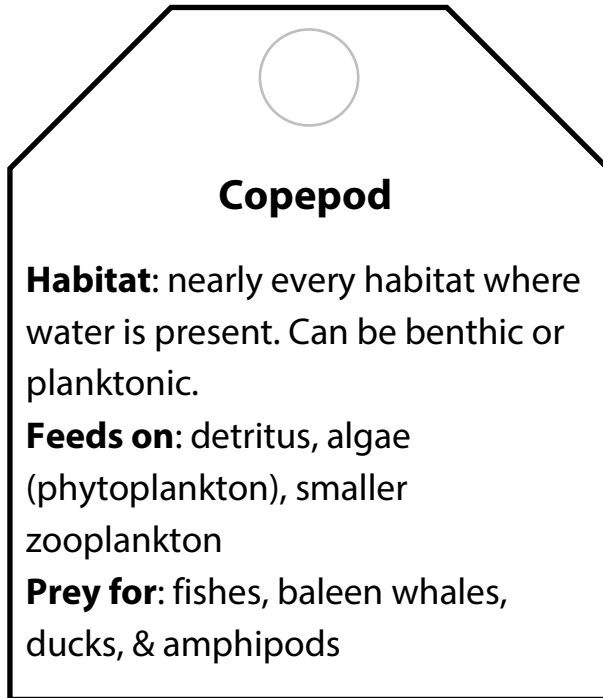 Copepod
Habitat: nearly every habitat where
water is present. Can be benthic or
planktonic.
Feeds on: detritus, algae
(phytoplankton), smaller
zooplankton
Prey for: fishes, baleen whales,
ducks, & amphipods